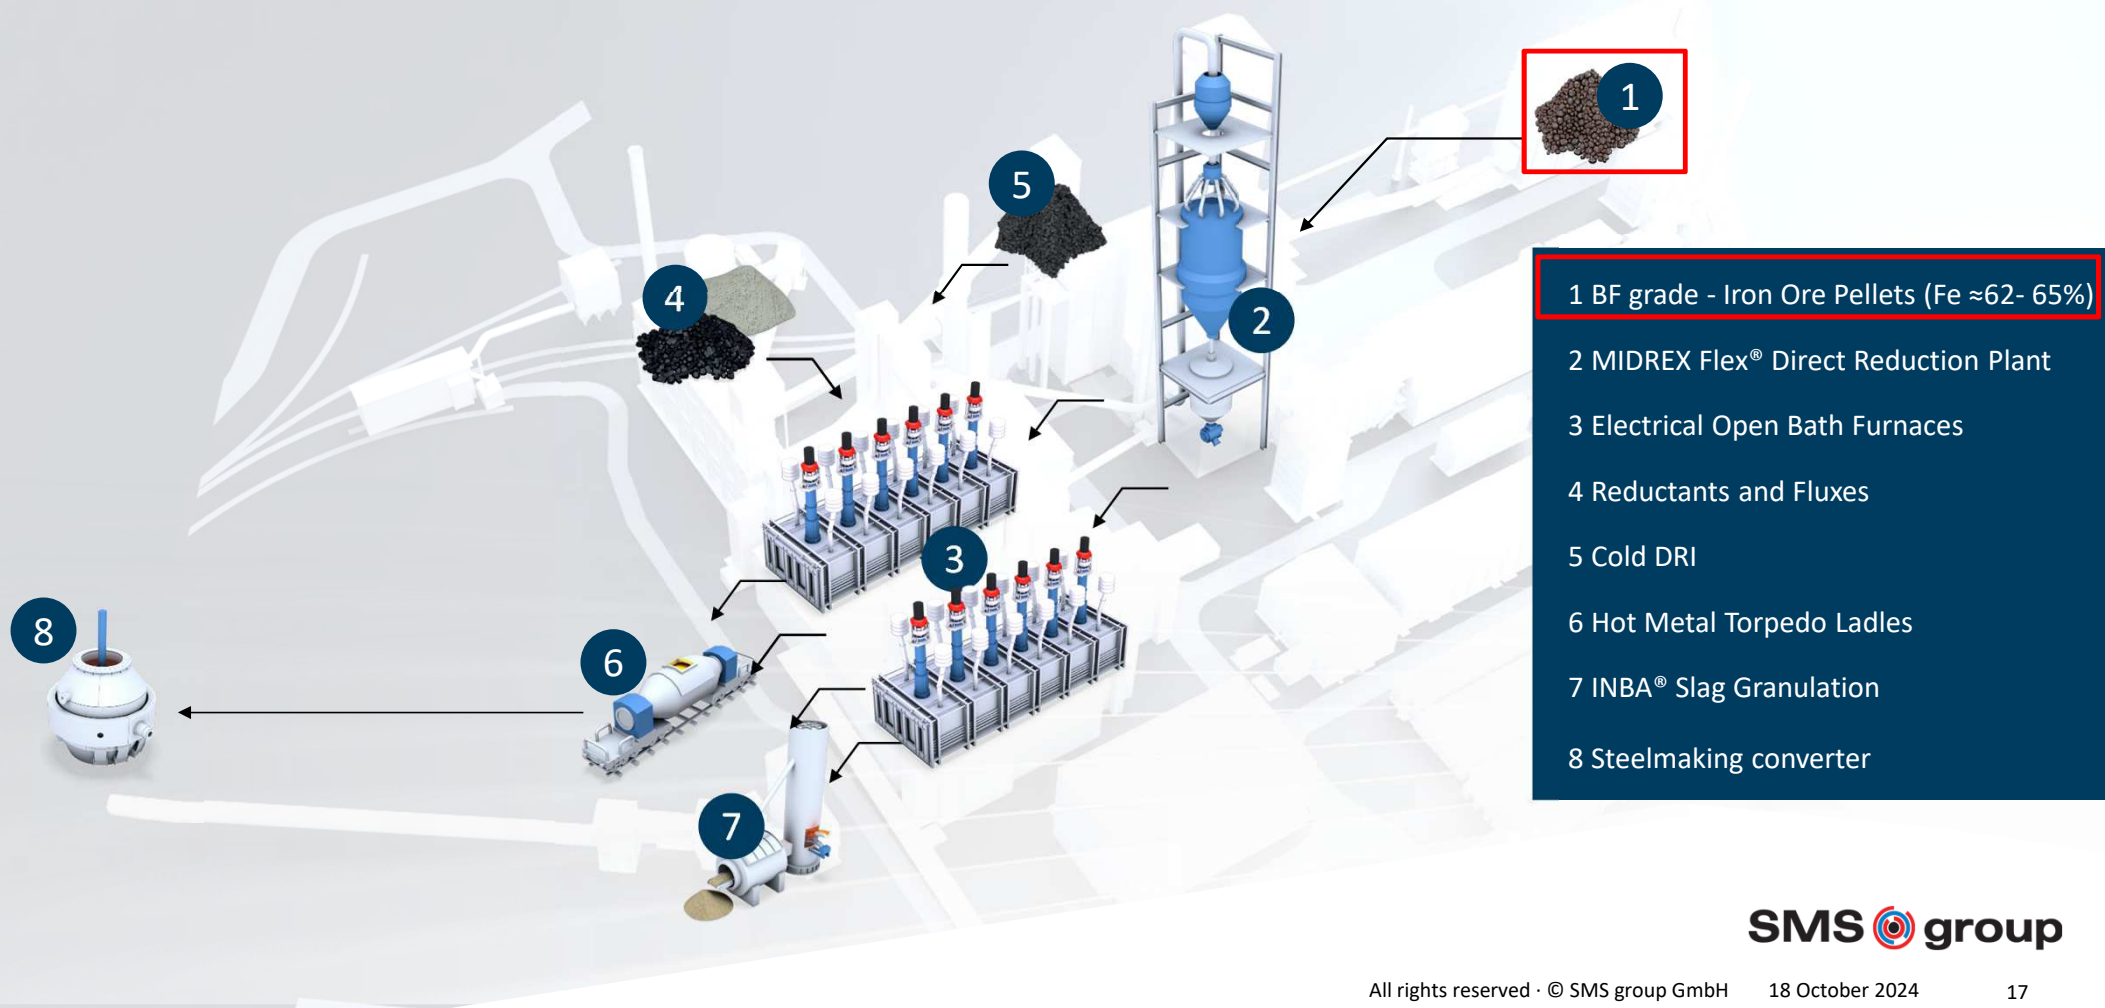 1
5
4
2
3
8
6
7
1 BF grade - Iron Ore Pellets (Fe ≈62- 65%)
2 MIDREX Flex® Direct Reduction Plant
3 Electrical Open Bath Furnaces
4 Reductants and Fluxes
5 Cold DRI
6 Hot Metal Torpedo Ladles
7 INBA® Slag Granulation
8 Steelmaking converter
SMS group
All rights reserved · © SMS group GmbH 18 October 2024 17